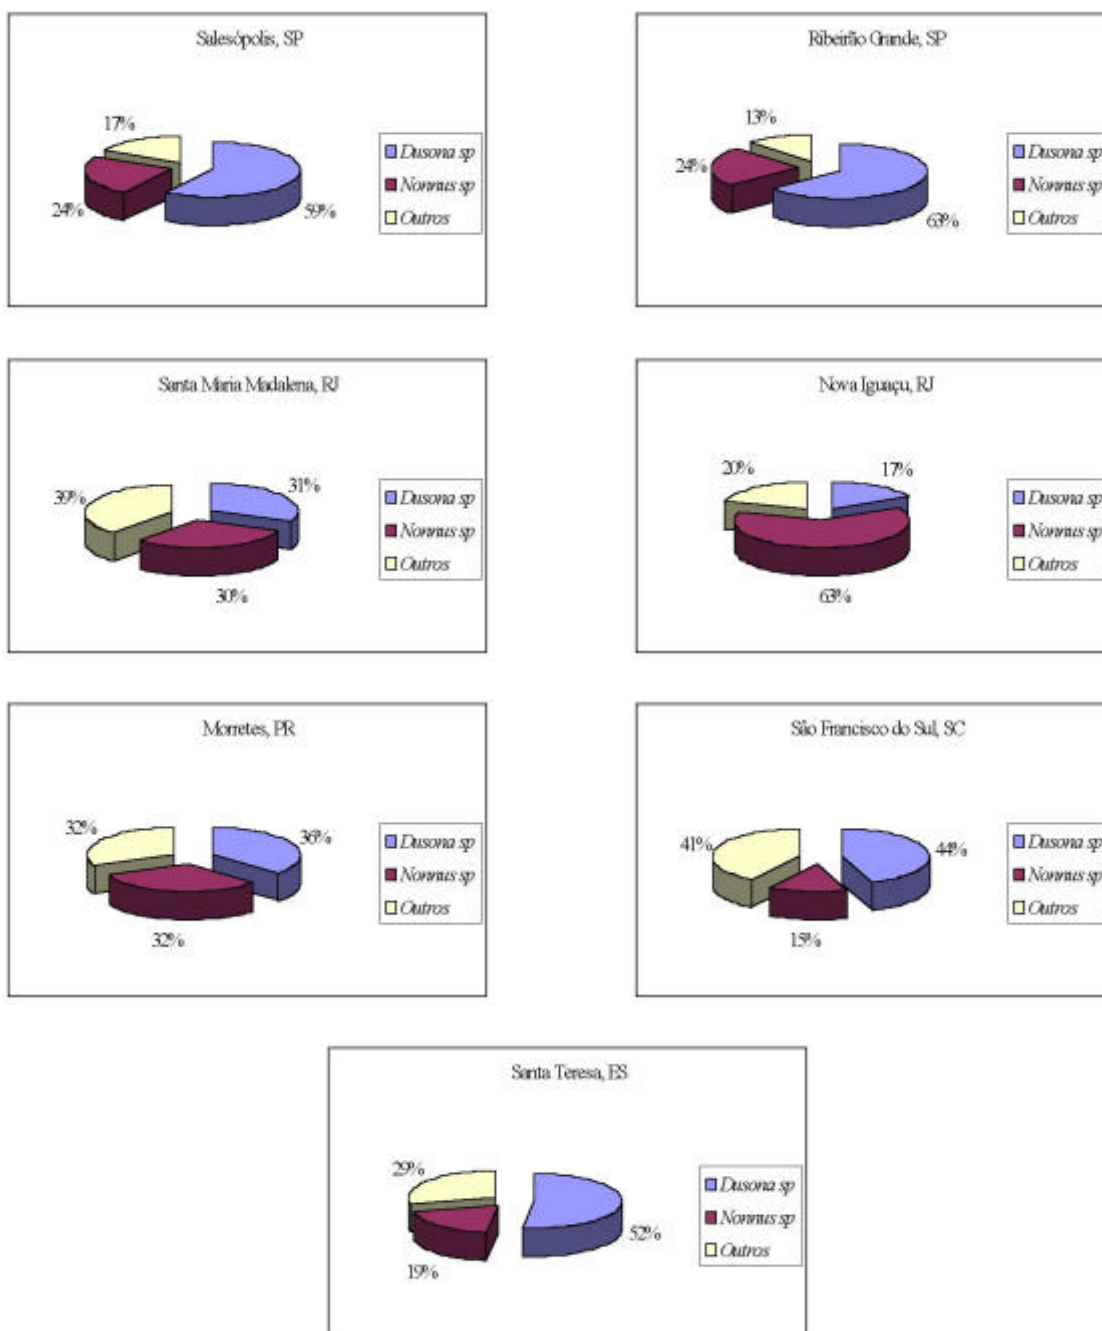 Salesópolis, SP
17%
24%
59%
Dusona sp
Nonnus sp
Outros
Ribeirão Grande, SP
13%
24%
63%
Dusona sp
Nonnus sp
Outros
Santa Maria Madalena, RJ
39%
31%
30%
Dusona sp
Nonnus sp
Outros
Nova Iguaçu, RJ
20%
17%
63%
Dusona sp
Nonnus sp
Outros
Morretes, PR
32%
36%
32%
Dusona sp
Nonnus sp
Outros
São Francisco do Sul, SC
41%
44%
15%
Dusona sp
Nonnus sp
Outros
Santa Teresa, ES
29%
52%
19%
Dusona sp
Nonnus sp
Outros